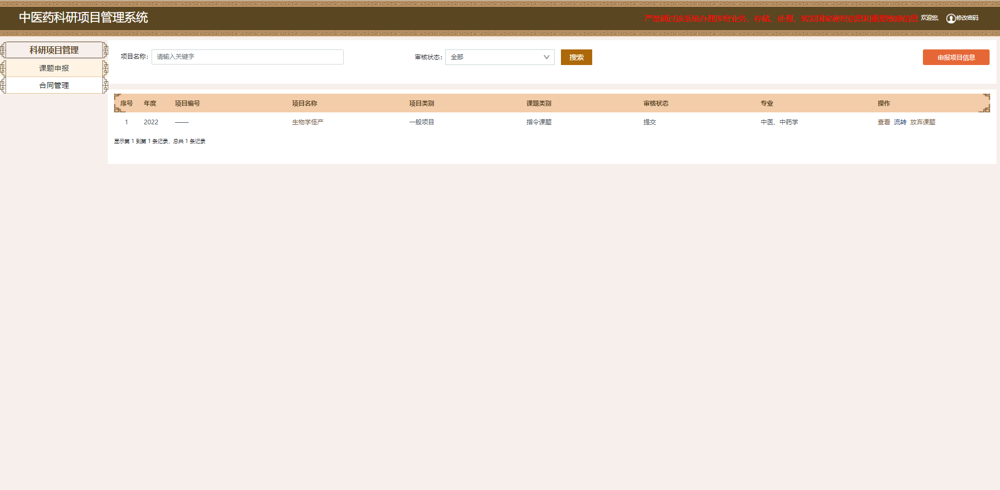 中医药科研项目管理系统
严禁通过该系统办理涉密业务，存储、处理、转发国家秘密信息和重要敏感信息
欢迎您,
修改密码
科研项目管理
课题申报
合同管理
项目名称: 请输入关键字 审核状态: 全部 搜索 申报项目信息
序号 年度 项目编号 项目名称 项目类别 课题类别 审核状态 专业 操作
1 2022 —— 生物学怪产 一般项目 指令课题 提交 中医、中药学 查看 流转 放弃课题
显示第 1 到第 1 条记录，总共 1 条记录